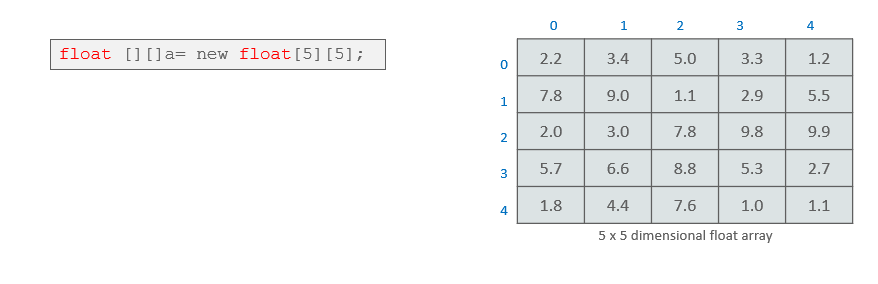 float [][]a= new float[5][5];
0 1 2 3 4
0 2.2 3.4 5.0 3.3 1.2
1 7.8 9.0 1.1 2.9 5.5
2 2.0 3.0 7.8 9.8 9.9
3 5.7 6.6 8.8 5.3 2.7
4 1.8 4.4 7.6 1.0 1.1
5 x 5 dimensional float array